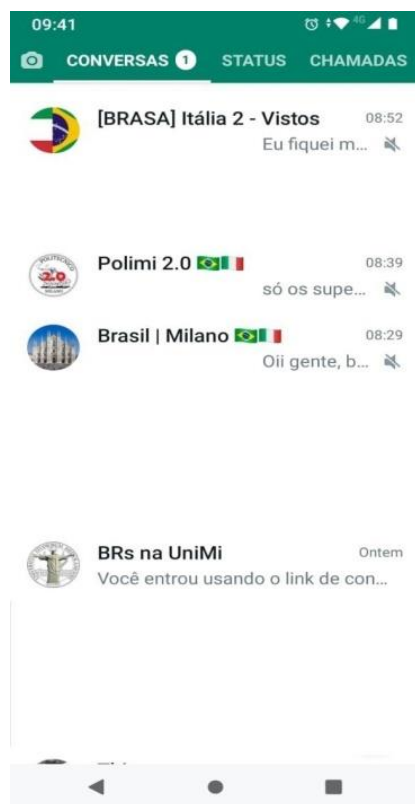 09:41
4G
CONVERSAS 1 STATUS CHAMADAS
[BRASA] Itália 2 - Vistos 08:52
Eu fiquei m...
Polimi 2.0 🇧🇷🇮🇹 08:39
só os supe...
Brasil | Milano 🇧🇷🇮🇹 08:29
Oii gente, b...
BRs na UniMi Ontem
Você entrou usando o link de con...